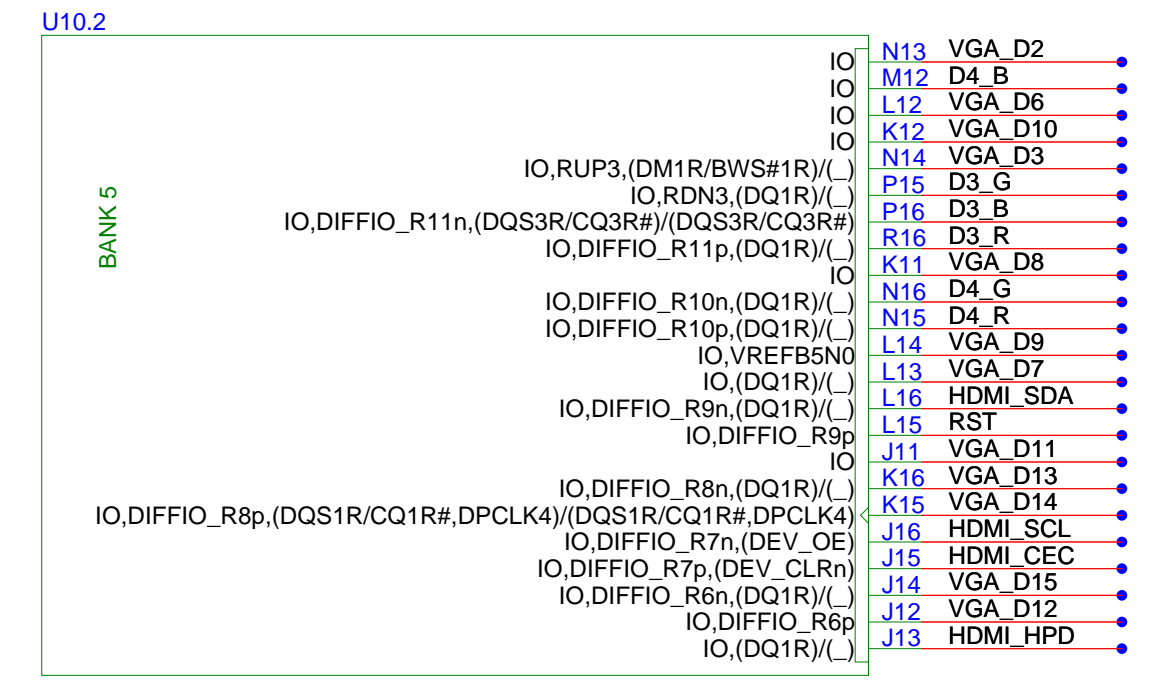 U10.2
BANK 5
IO N13 VGA_D2
IO M12 D4_B
IO L12 VGA_D6
IO K12 VGA_D10
IO,RUP3,(DM1R/BWS#1R)/(_) N14 VGA_D3
IO,RDN3,(DQ1R)/(_) P15 D3_G
IO,DIFFIO_R11n,(DQS3R/CQ3R#)/(DQS3R/CQ3R#) P16 D3_B
IO,DIFFIO_R11p,(DQ1R)/(_) R16 D3_R
IO K11 VGA_D8
IO,DIFFIO_R10n,(DQ1R)/(_) N16 D4_G
IO,DIFFIO_R10p,(DQ1R)/(_) N15 D4_R
IO,VREFB5N0 L14 VGA_D9
IO,(DQ1R)/(_) L13 VGA_D7
IO,DIFFIO_R9n,(DQ1R)/(_) L16 HDMI_SDA
IO,DIFFIO_R9p L15 RST
IO J11 VGA_D11
IO,DIFFIO_R8n,(DQ1R)/(_) K16 VGA_D13
IO,DIFFIO_R8p,(DQS1R/CQ1R#,DPCLK4)/(DQS1R/CQ1R#,DPCLK4) K15 VGA_D14
IO,DIFFIO_R7n,(DEV_OE) J16 HDMI_SCL
IO,DIFFIO_R7p,(DEV_CLRn) J15 HDMI_CEC
IO,DIFFIO_R6n,(DQ1R)/(_) J14 VGA_D15
IO,DIFFIO_R6p J12 VGA_D12
IO,(DQ1R)/(_) J13 HDMI_HPD